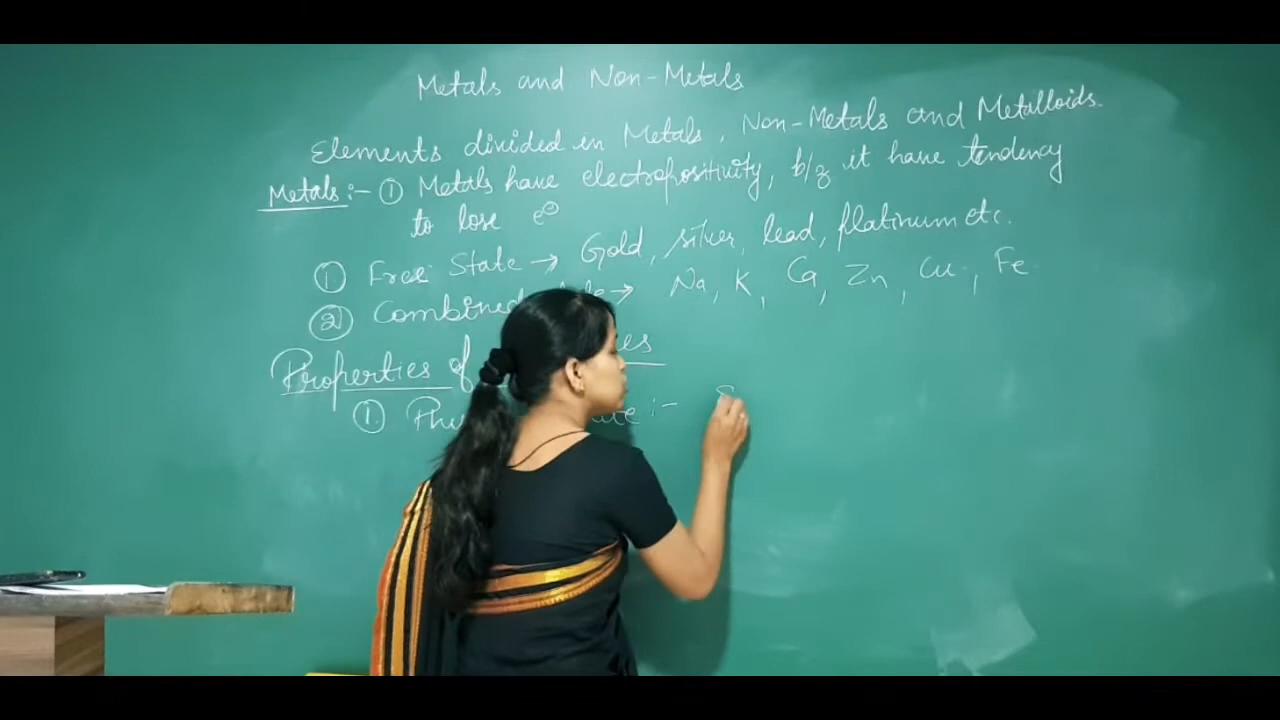 Metals and Non-Metals
Elements divided in Metals, Non-Metals and Metalloids.
Metals:- ① Metals have electropositivity, b/z it have tendency
to lose e⊖
① Free State → Gold, silver, lead, platinum etc.
② Combined → Na, K, Ca, Zn, Cu, Fe
Properties of
① :-